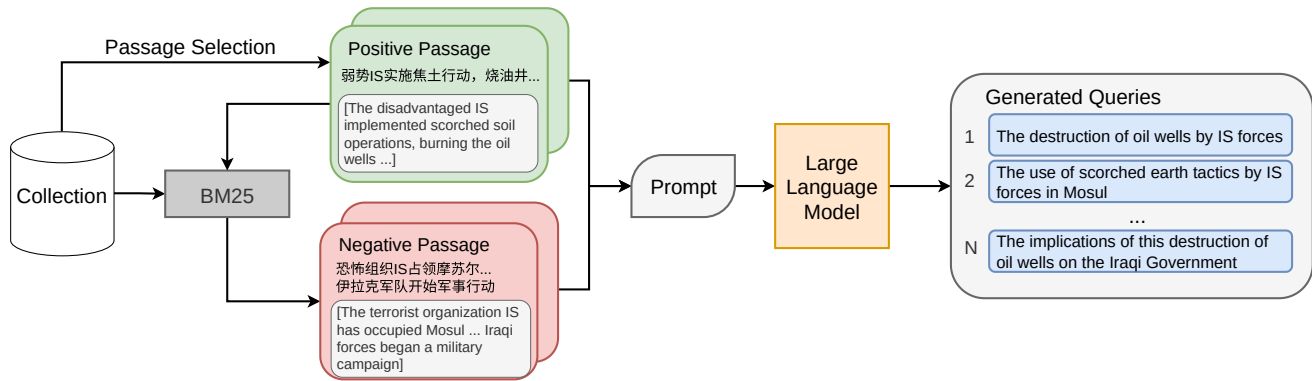 Passage Selection
Collection
BM25
Positive Passage
弱势IS实施焦土行动，烧油井...
[The disadvantaged IS
implemented scorched soil
operations, burning the oil
wells ...]
Negative Passage
恐怖组织IS占领摩苏尔...
伊拉克军队开始军事行动
[The terrorist organization IS
has occupied Mosul ... Iraqi
forces began a military
campaign]
Prompt
Large
Language
Model
Generated Queries
1
The destruction of oil wells by IS forces
2
The use of scorched earth tactics by IS
forces in Mosul
...
N
The implications of this destruction of
oil wells on the Iraqi Government